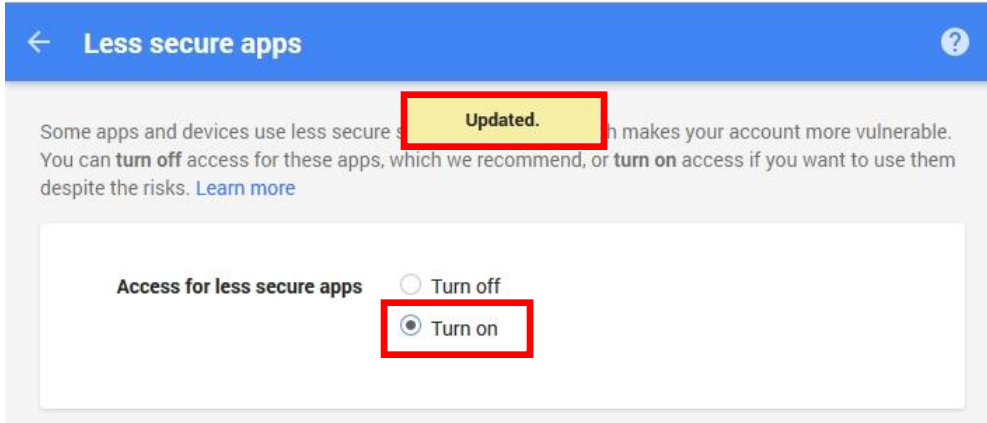 Less secure apps
?
Updated.
Some apps and devices use less secure s h makes your account more vulnerable.
You can turn off access for these apps, which we recommend, or turn on access if you want to use them
despite the risks. Learn more
Access for less secure apps
Turn off
Turn on